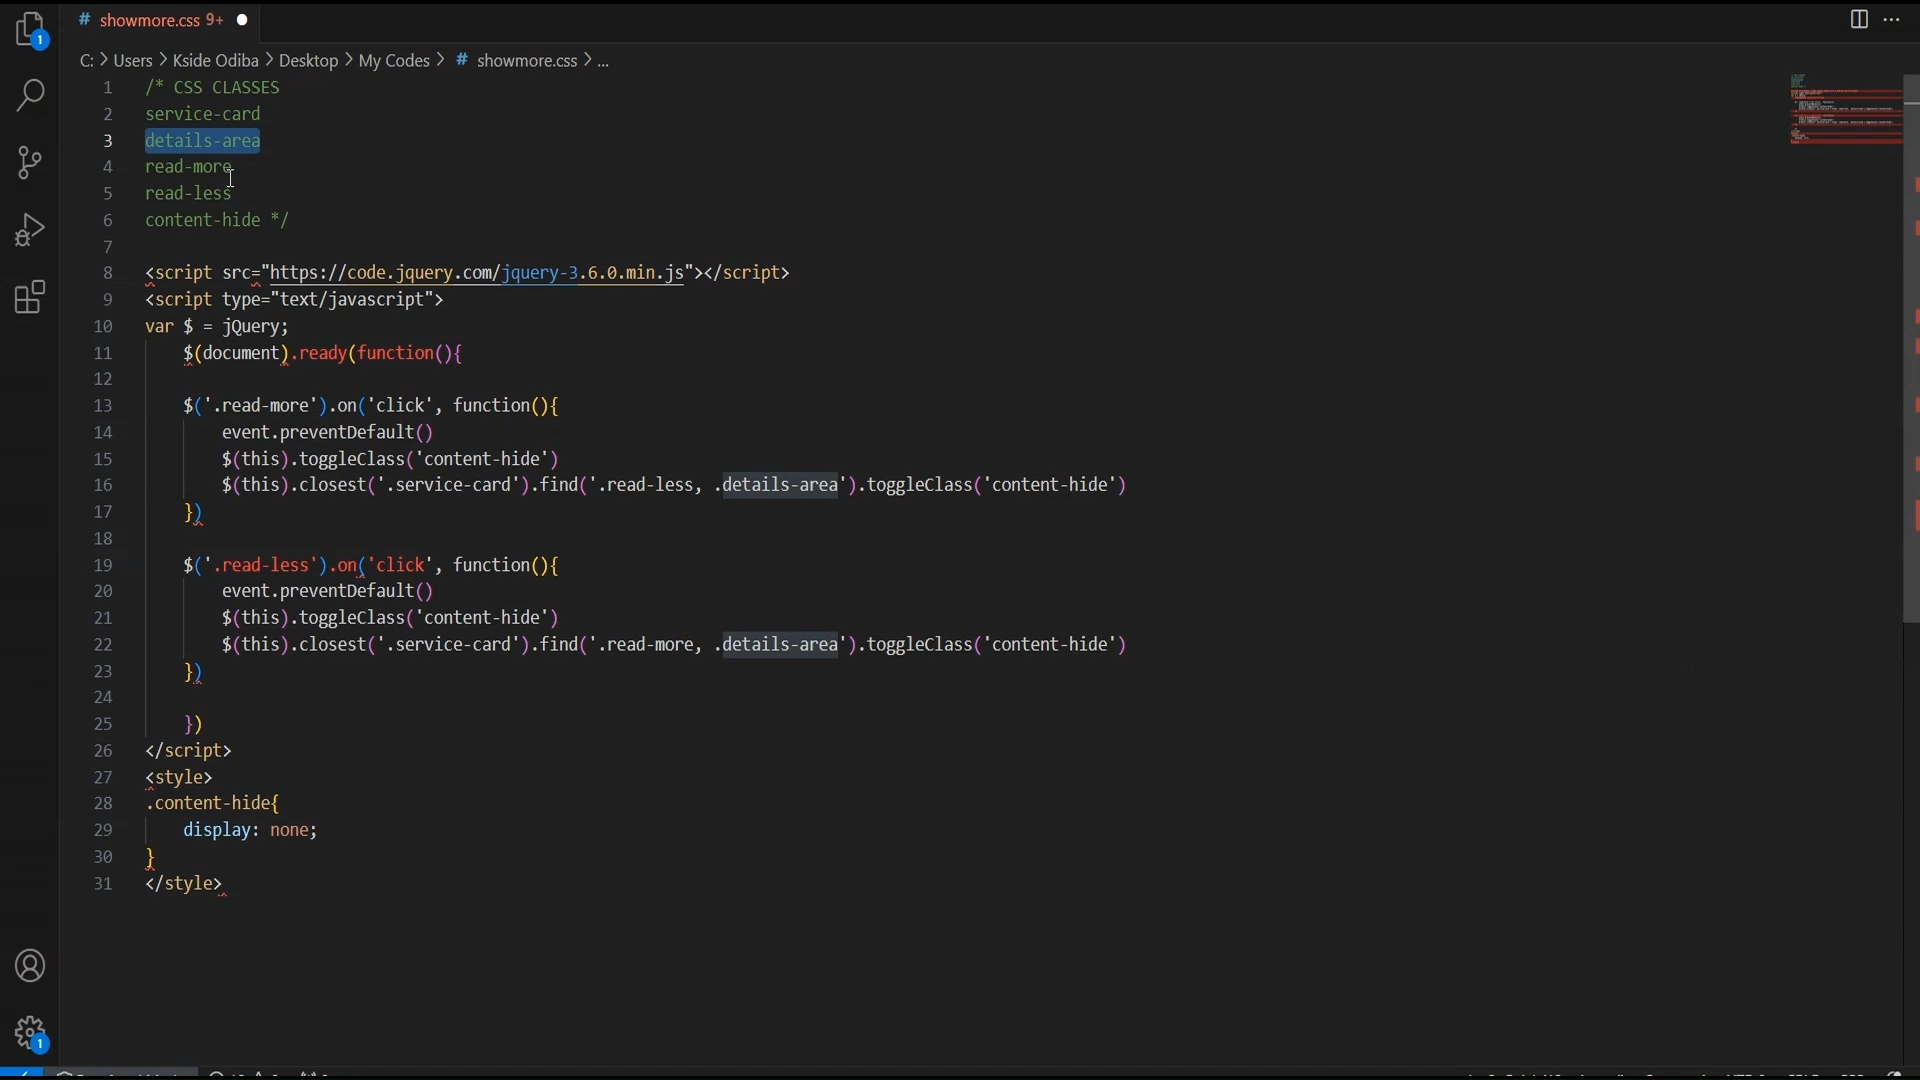 # showmore.css 9+
C: > Users > Kside Odiba > Desktop > My Codes > # showmore.css > ...
1 /* CSS CLASSES
2 service-card
3 details-area
4 read-more
5 read-less
6 content-hide */
7
8 <script src="https://code.jquery.com/jquery-3.6.0.min.js"></script>
9 <script type="text/javascript">
10 var $ = jQuery;
11 $(document).ready(function(){
12
13 $('.read-more').on('click', function(){
14 event.preventDefault()
15 $(this).toggleClass('content-hide')
16 $(this).closest('.service-card').find('.read-less, .details-area').toggleClass('content-hide')
17 })
18
19 $('.read-less').on('click', function(){
20 event.preventDefault()
21 $(this).toggleClass('content-hide')
22 $(this).closest('.service-card').find('.read-more, .details-area').toggleClass('content-hide')
23 })
24
25 })
26 </script>
27 <style>
28 .content-hide{
29 display: none;
30 }
31 </style>
1
1